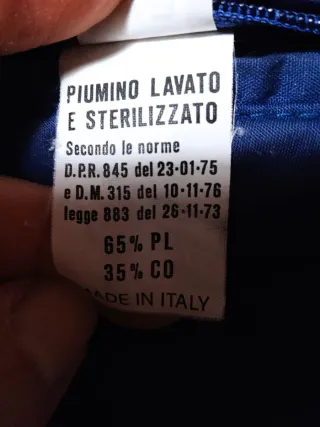 PIUMINO LAVATO
E STERILIZZATO
Secondo le norme
D.P.R. 845 del 23-01-75
e D.M. 315 del 10-11-76
legge 883 del 26-11-73
65% PL
35% CO
MADE IN ITALY